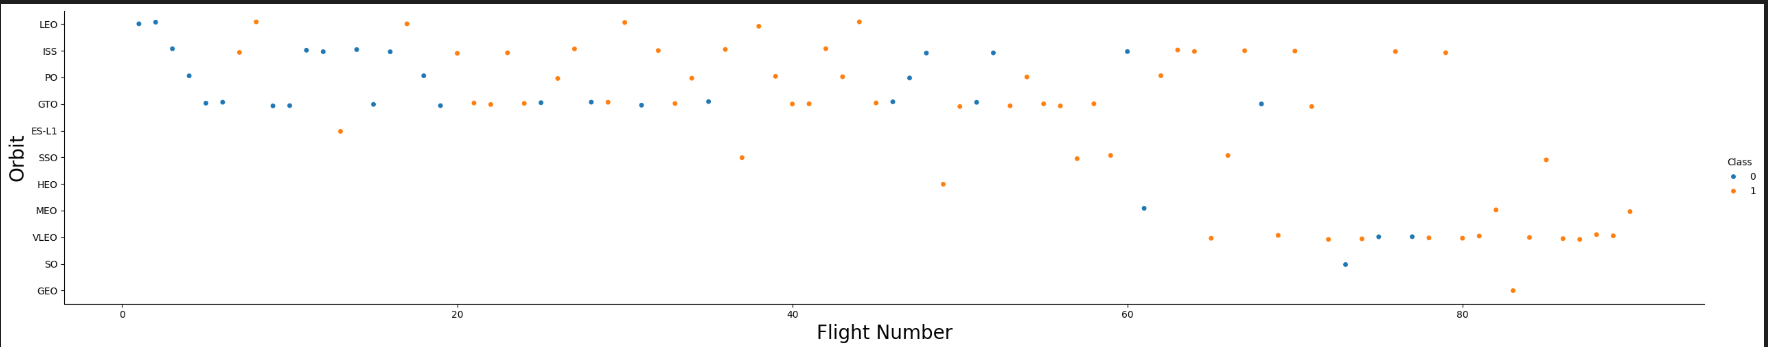 LEO
ISS
PO
GTO
ES-L1
SSO
HEO
MEO
VLEO
SO
GEO
Orbit
0 20 40 60 80
Flight Number
Class
0
1